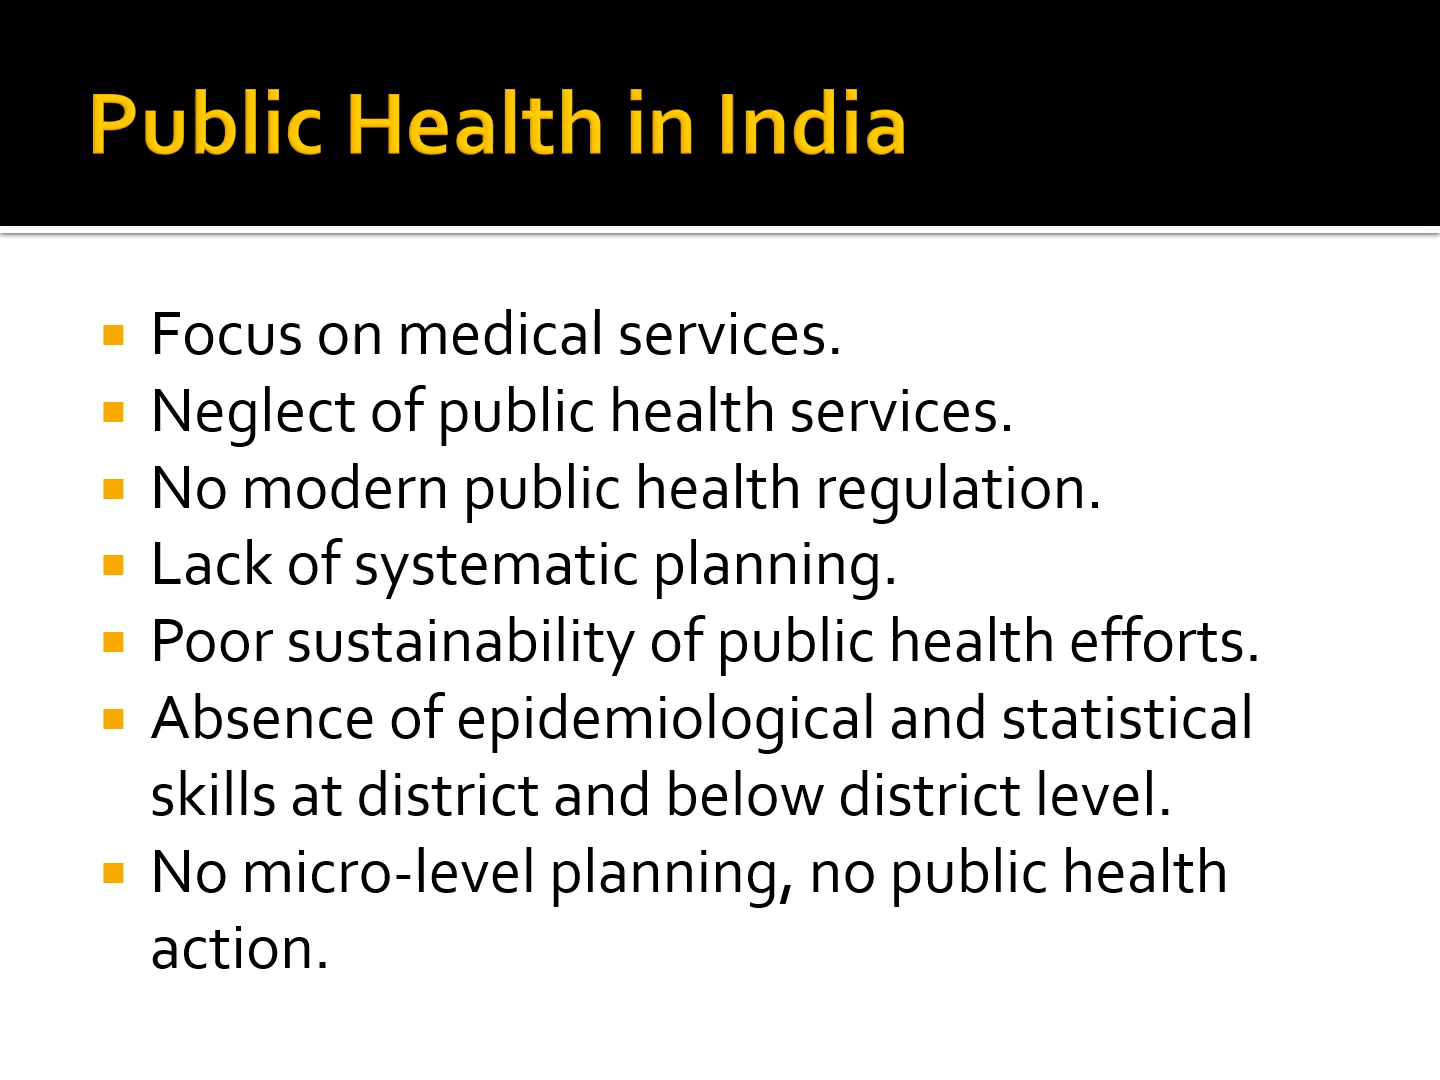 Public Health in India
Focus on medical services.
Neglect of public health services.
No modern public health regulation.
Lack of systematic planning.
Poor sustainability of public health efforts.
Absence of epidemiological and statistical
skills at district and below district level.
No micro-level planning, no public health
action.